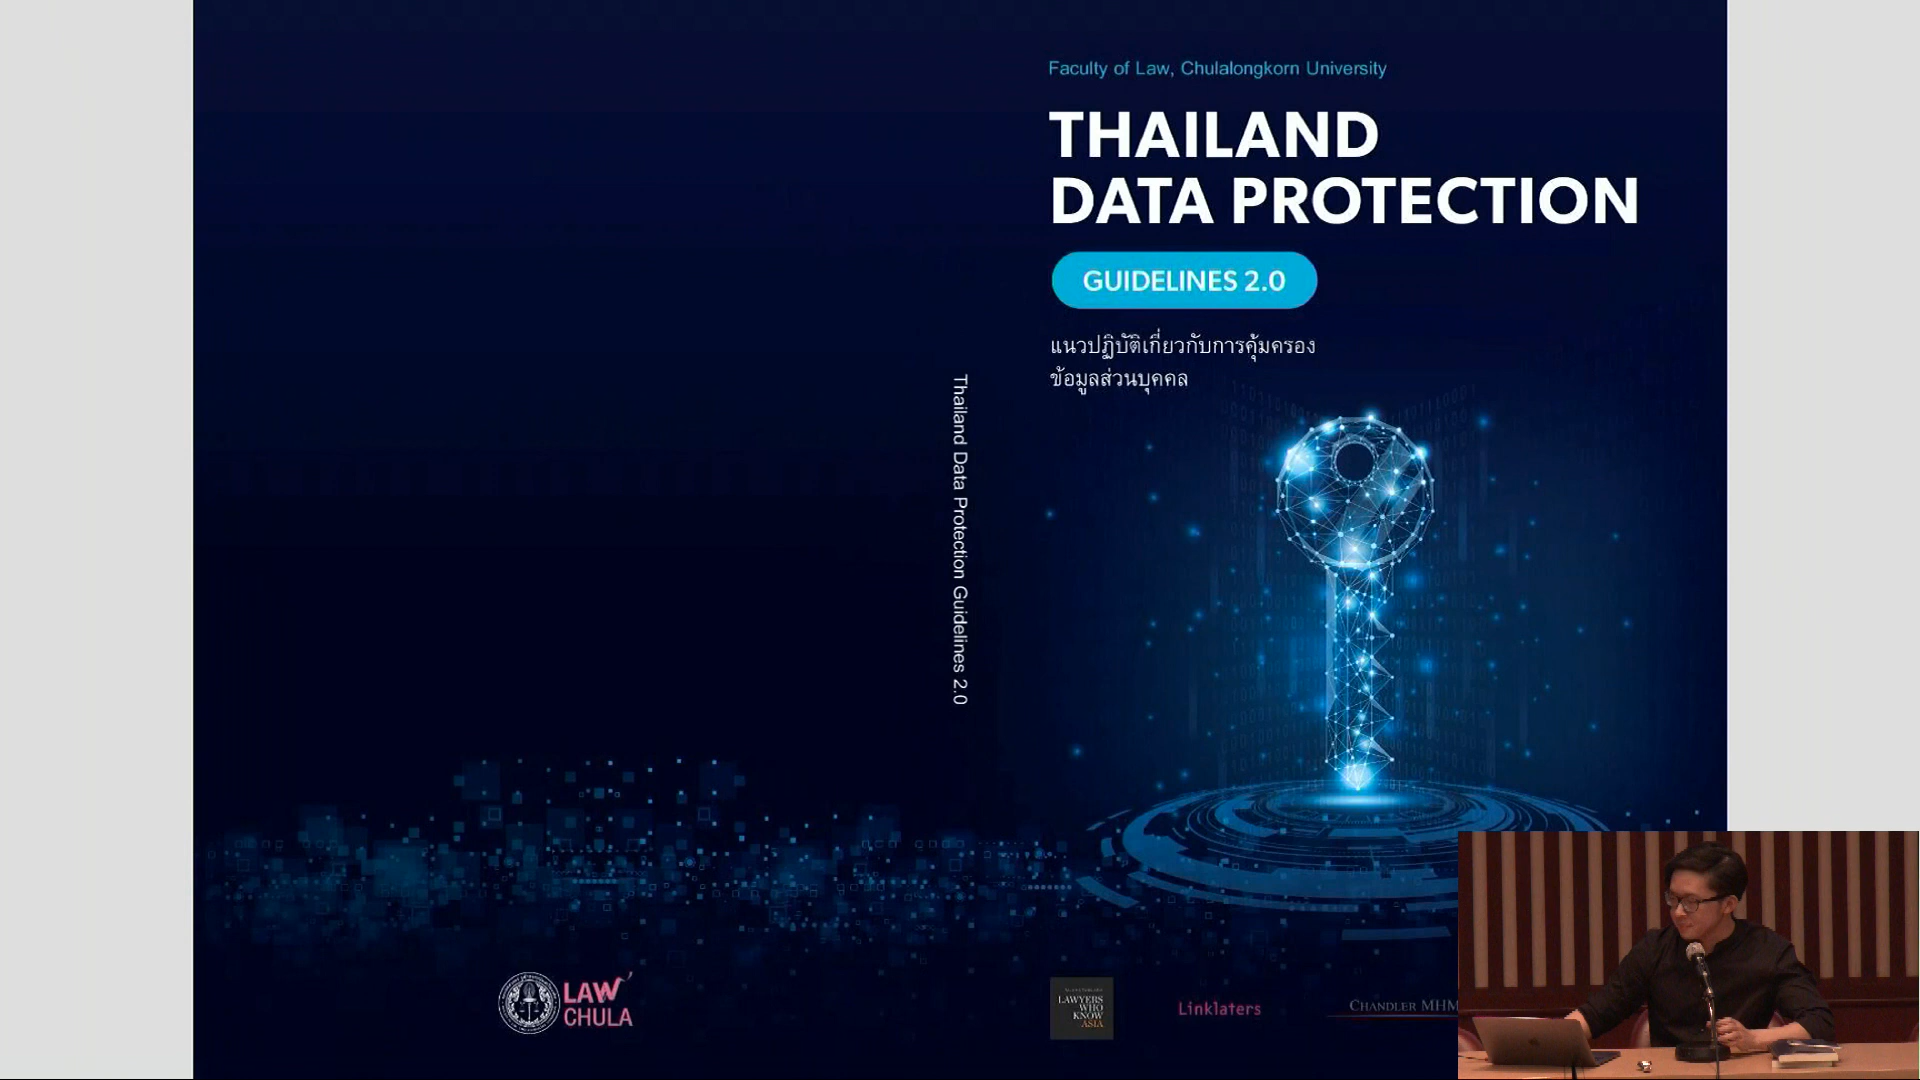 Faculty of Law, Chulalongkorn University
THAILAND
DATA PROTECTION
GUIDELINES 2.0
แนวปฏิบัติเกี่ยวกับการคุ้มครอง
ข้อมูลส่วนบุคคล
Thailand Data Protection Guidelines 2.0
LAW
CHULA
LAWYERS
WHO
KNOW
ASIA
Linklaters
CHANDLER MHM